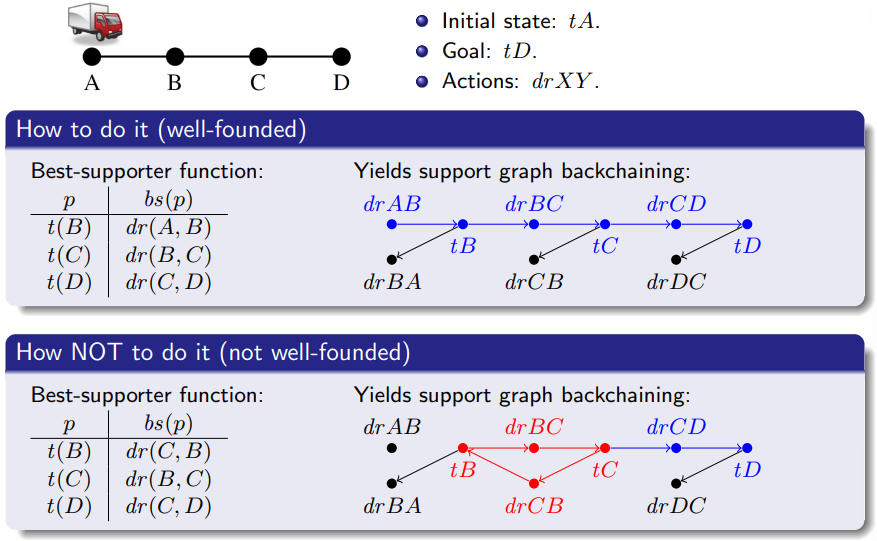 A B C D
Initial state: tA.
Goal: tD.
Actions: drXY.
How to do it (well-founded)
Best-supporter function:
p bs(p)
t(B) dr(A, B)
t(C) dr(B, C)
t(D) dr(C, D)
Yields support graph backchaining:
drAB drBC drCD
tB tC tD
drBA drCB drDC
How NOT to do it (not well-founded)
Best-supporter function:
p bs(p)
t(B) dr(C, B)
t(C) dr(B, C)
t(D) dr(C, D)
Yields support graph backchaining:
drAB drBC drCD
tB tC tD
drBA drCB drDC